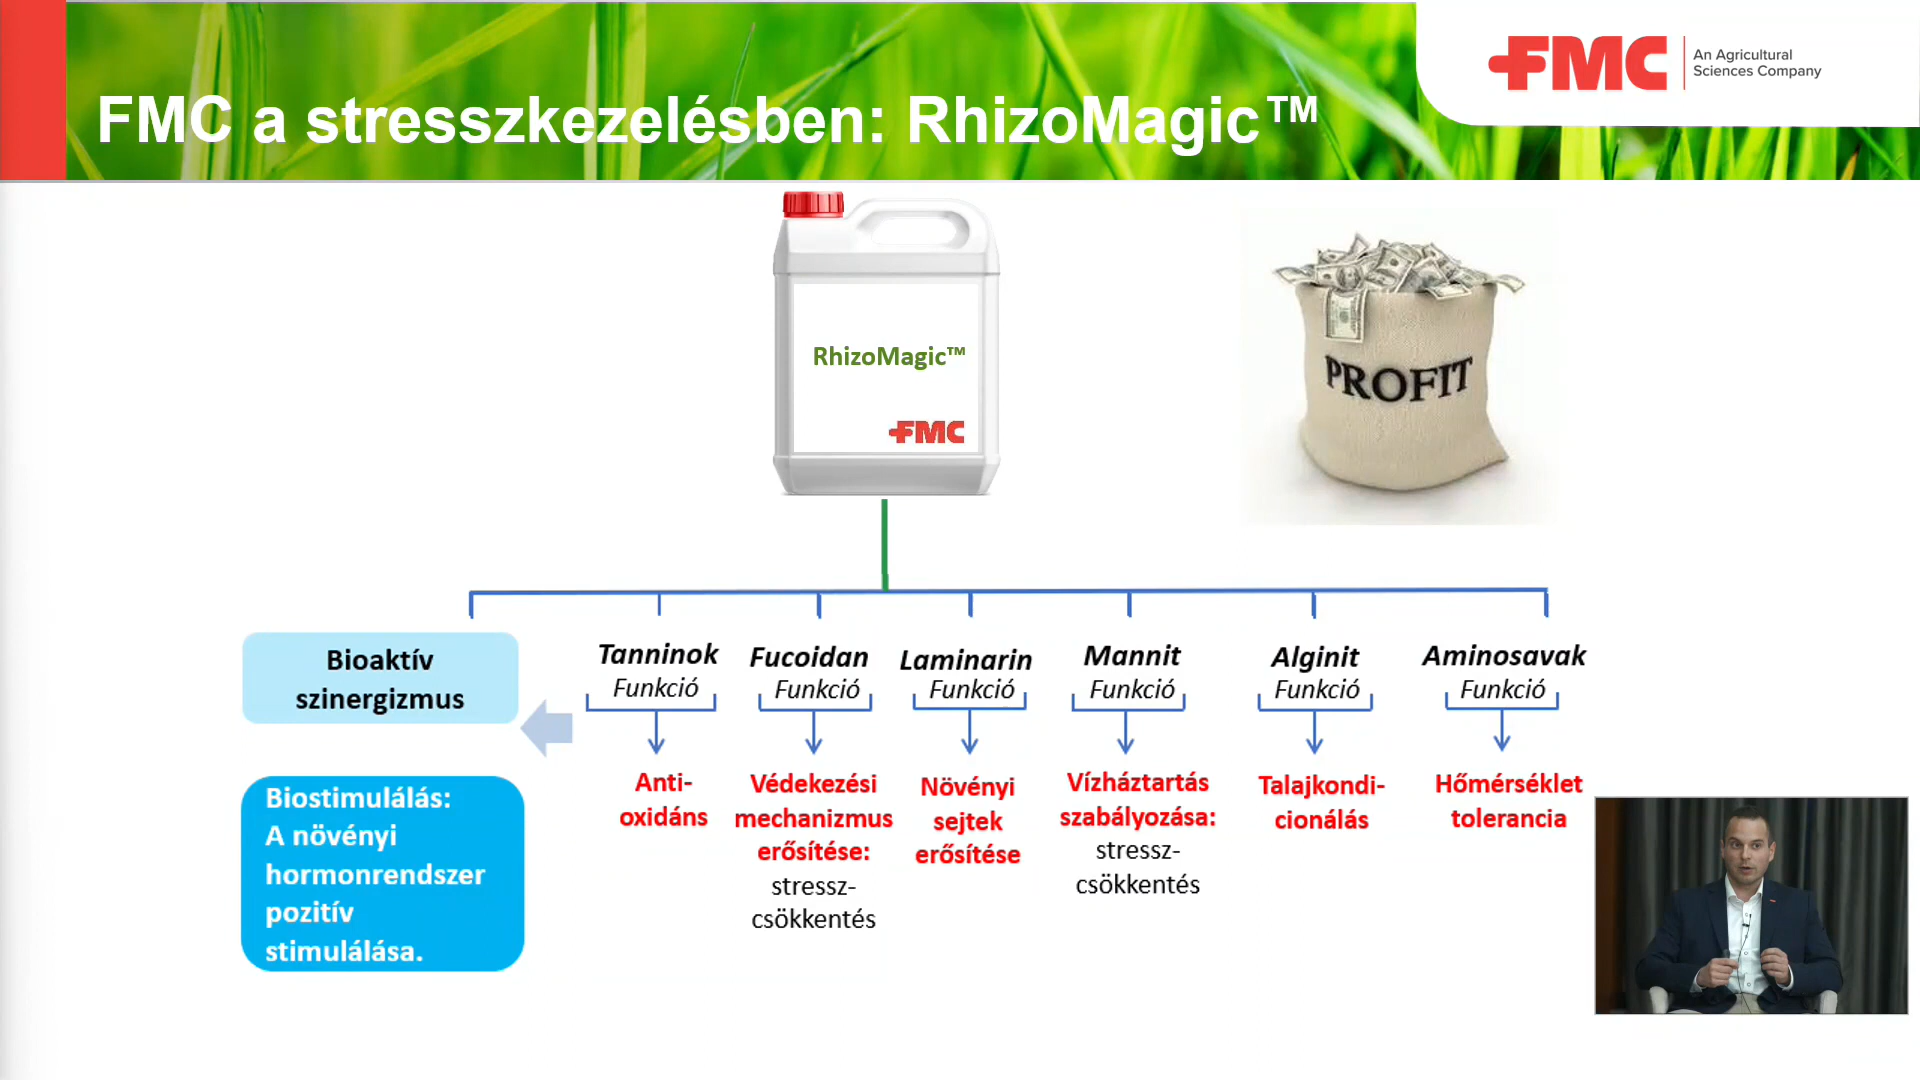 FMC a stresszkezelésben: RhizoMagic™
FMC
An Agricultural
Sciences Company
RhizoMagic™
FMC
PROFIT
Bioaktív
szinergizmus
Biostimulálás:
A növényi
hormonrendszer
pozitív
stimulálása.
Tanninok
Funkció
Anti-
oxidáns
Fucoidan
Funkció
Védekezési
mechanizmus
erősítése:
stressz-
csökkentés
Laminarin
Funkció
Növényi
sejtek
erősítése
Mannit
Funkció
Vízháztartás
szabályozása:
stressz-
csökkentés
Alginit
Funkció
Talajkondi-
cionálás
Aminosavak
Funkció
Hőmérséklet
tolerancia